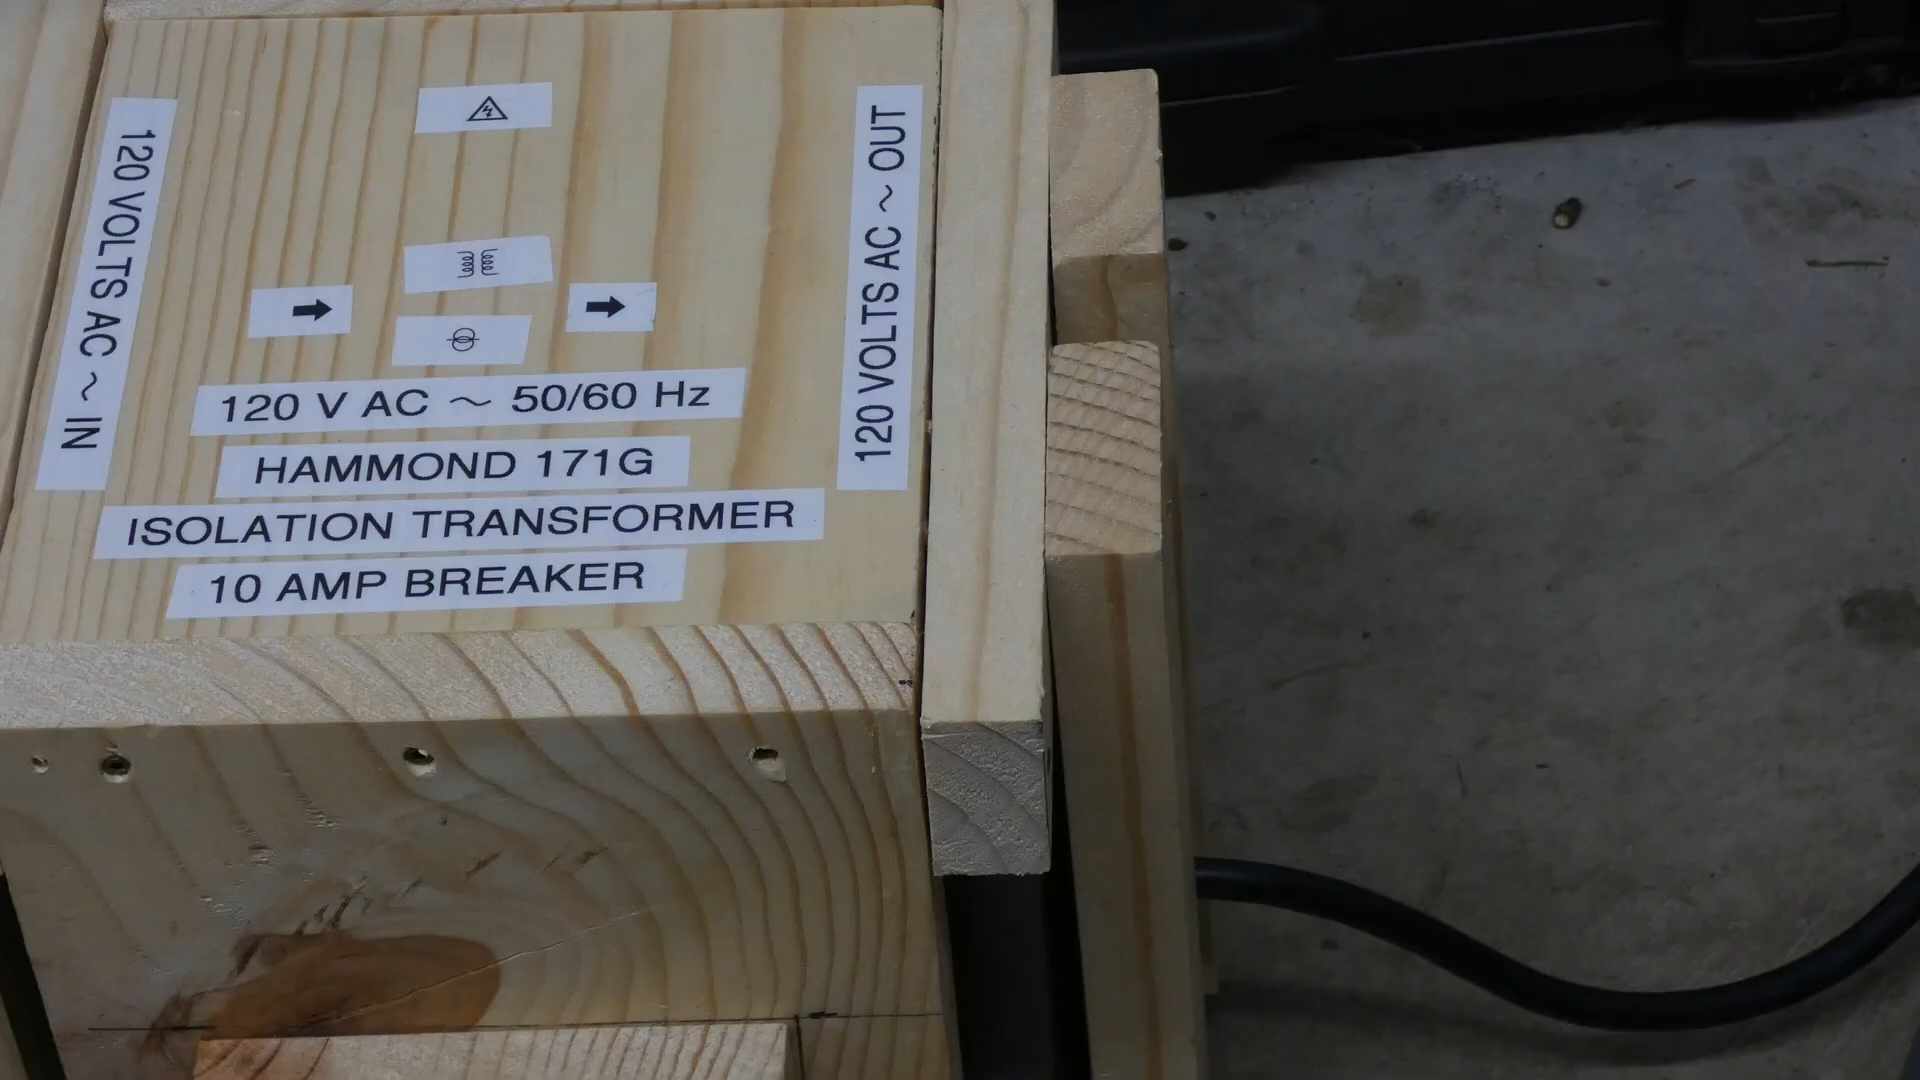 120 VOLTS AC ~ IN
120 VOLTS AC ~ OUT
120 V AC ~ 50/60 Hz
HAMMOND 171G
ISOLATION TRANSFORMER
10 AMP BREAKER